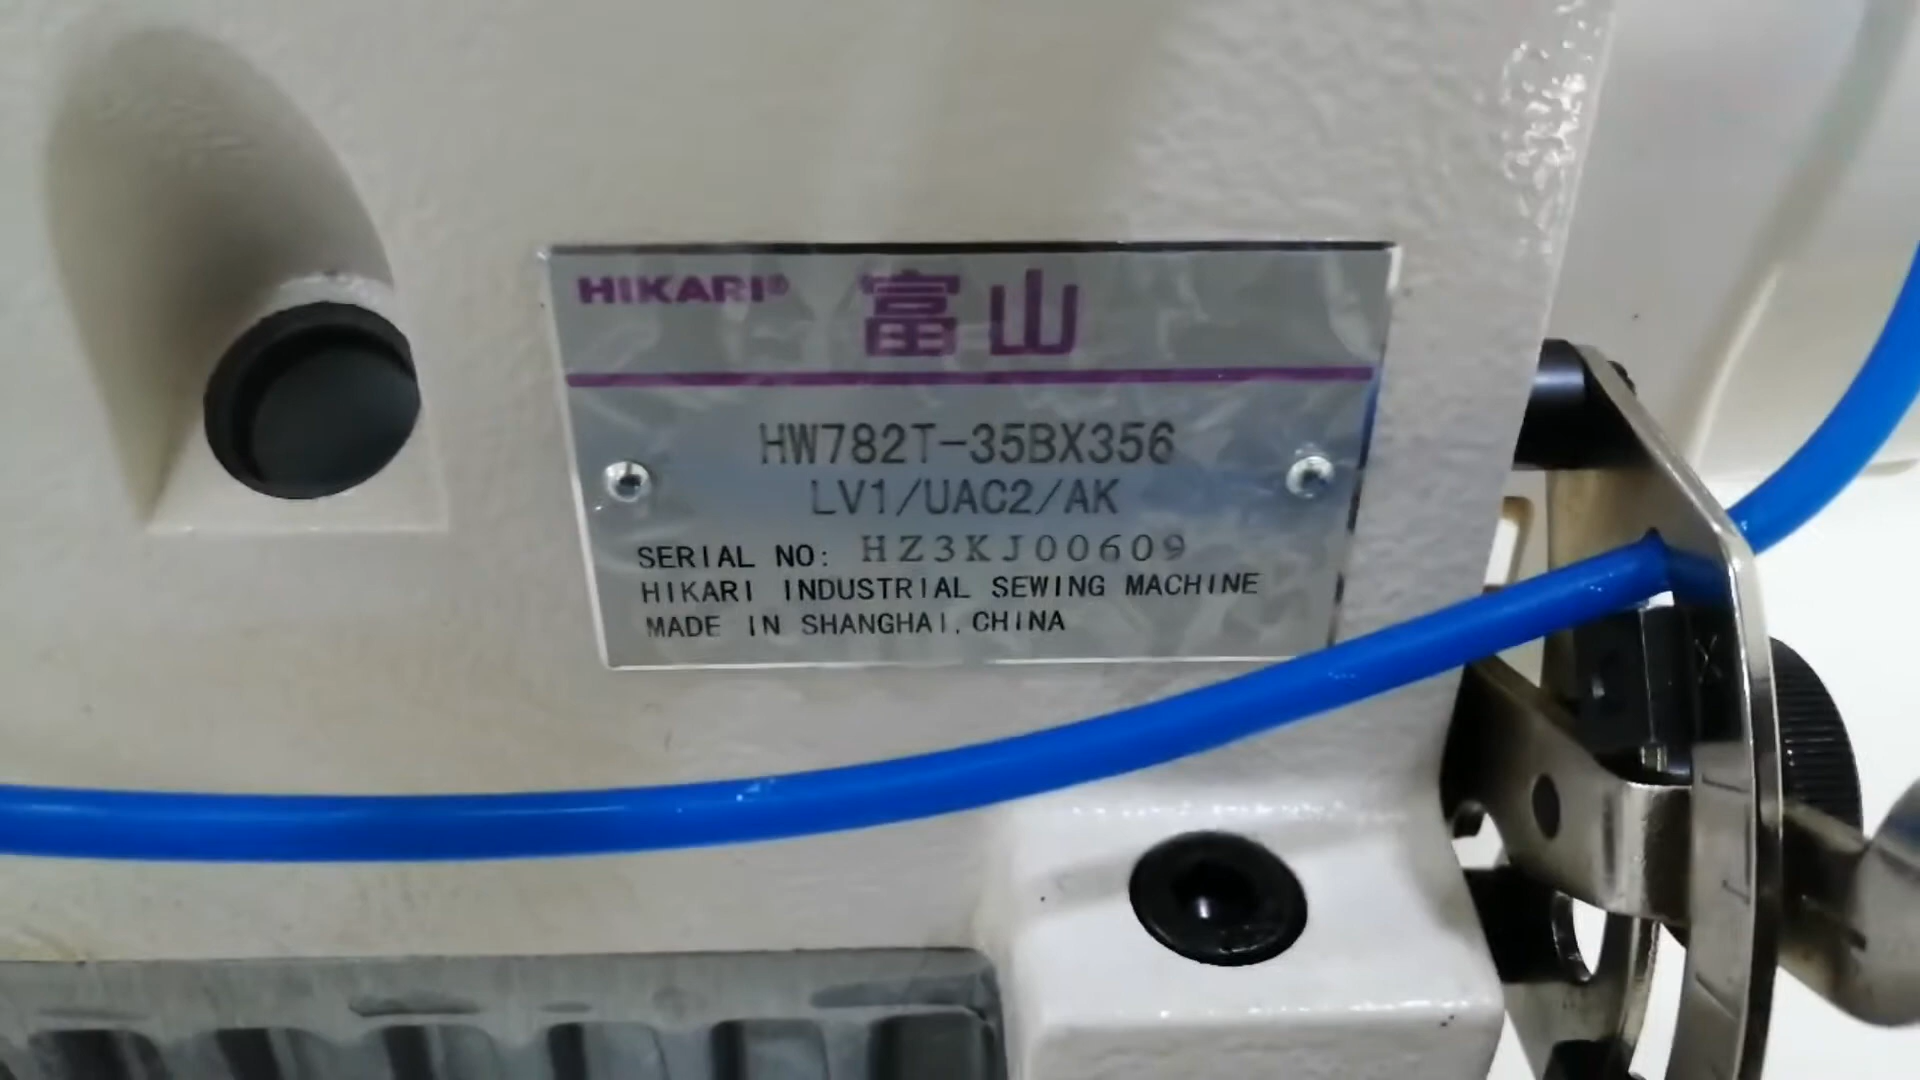 HIKARI® 富山
HW782T-35BX356
LV1/UAC2/AK
SERIAL NO: HZ3KJ00609
HIKARI INDUSTRIAL SEWING MACHINE
MADE IN SHANGHAI, CHINA